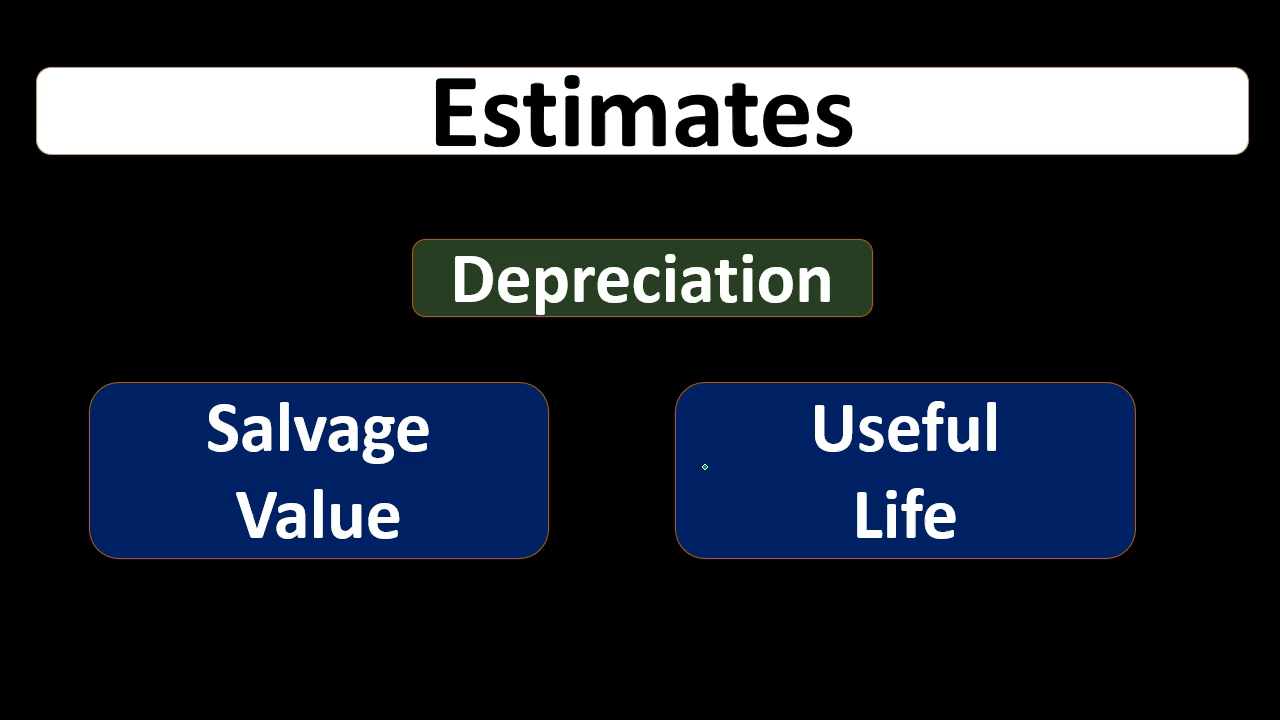 Estimates
Depreciation
Salvage
Value
Useful
Life